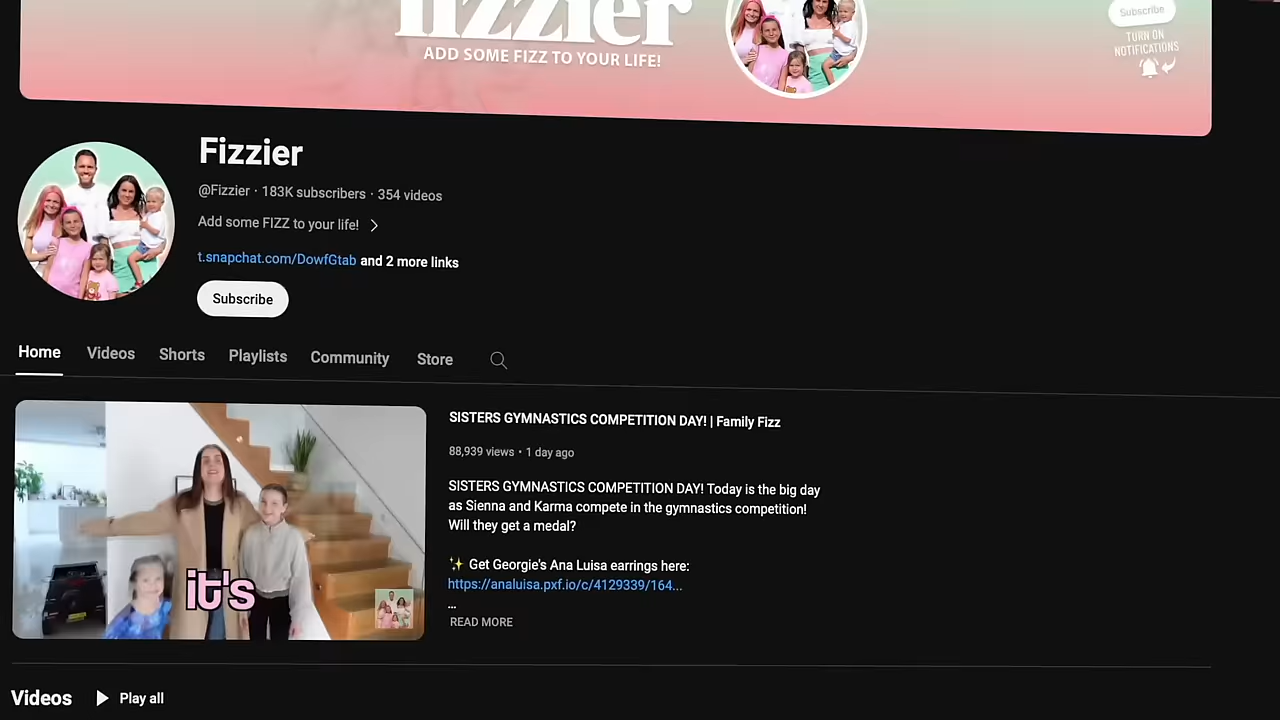 fizzier
ADD SOME FIZZ TO YOUR LIFE!
Subscribe
TURN ON
NOTIFICATIONS
Fizzier
@Fizzier · 183K subscribers · 354 videos
Add some FIZZ to your life!
t.snapchat.com/DowfGtab and 2 more links
Subscribe
Home Videos Shorts Playlists Community Store
it's
SISTERS GYMNASTICS COMPETITION DAY! | Family Fizz
88,939 views • 1 day ago
SISTERS GYMNASTICS COMPETITION DAY! Today is the big day
as Sienna and Karma compete in the gymnastics competition!
Will they get a medal?
✨ Get Georgie's Ana Luisa earrings here:
https://analuisa.pxf.io/c/4129339/164...
...
READ MORE
Videos Play all